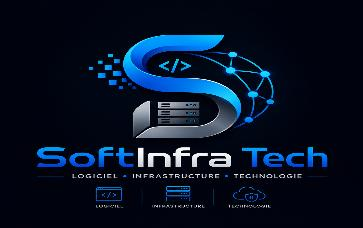 </>
SoftInfra Tech
LOGICIEL • INFRASTRUCTURE • TECHNOLOGIE
</>
LOGICIEL INFRASTRUCTURE TECHNOLOGIE